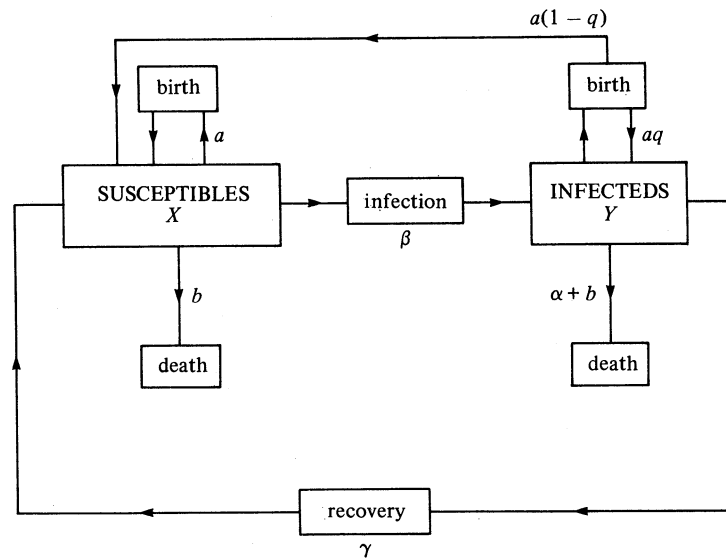 a(1 − q)
birth
birth
a
aq
SUSCEPTIBLES
X
infection
β
INFECTEDS
Y
b
α + b
death
death
recovery
γ